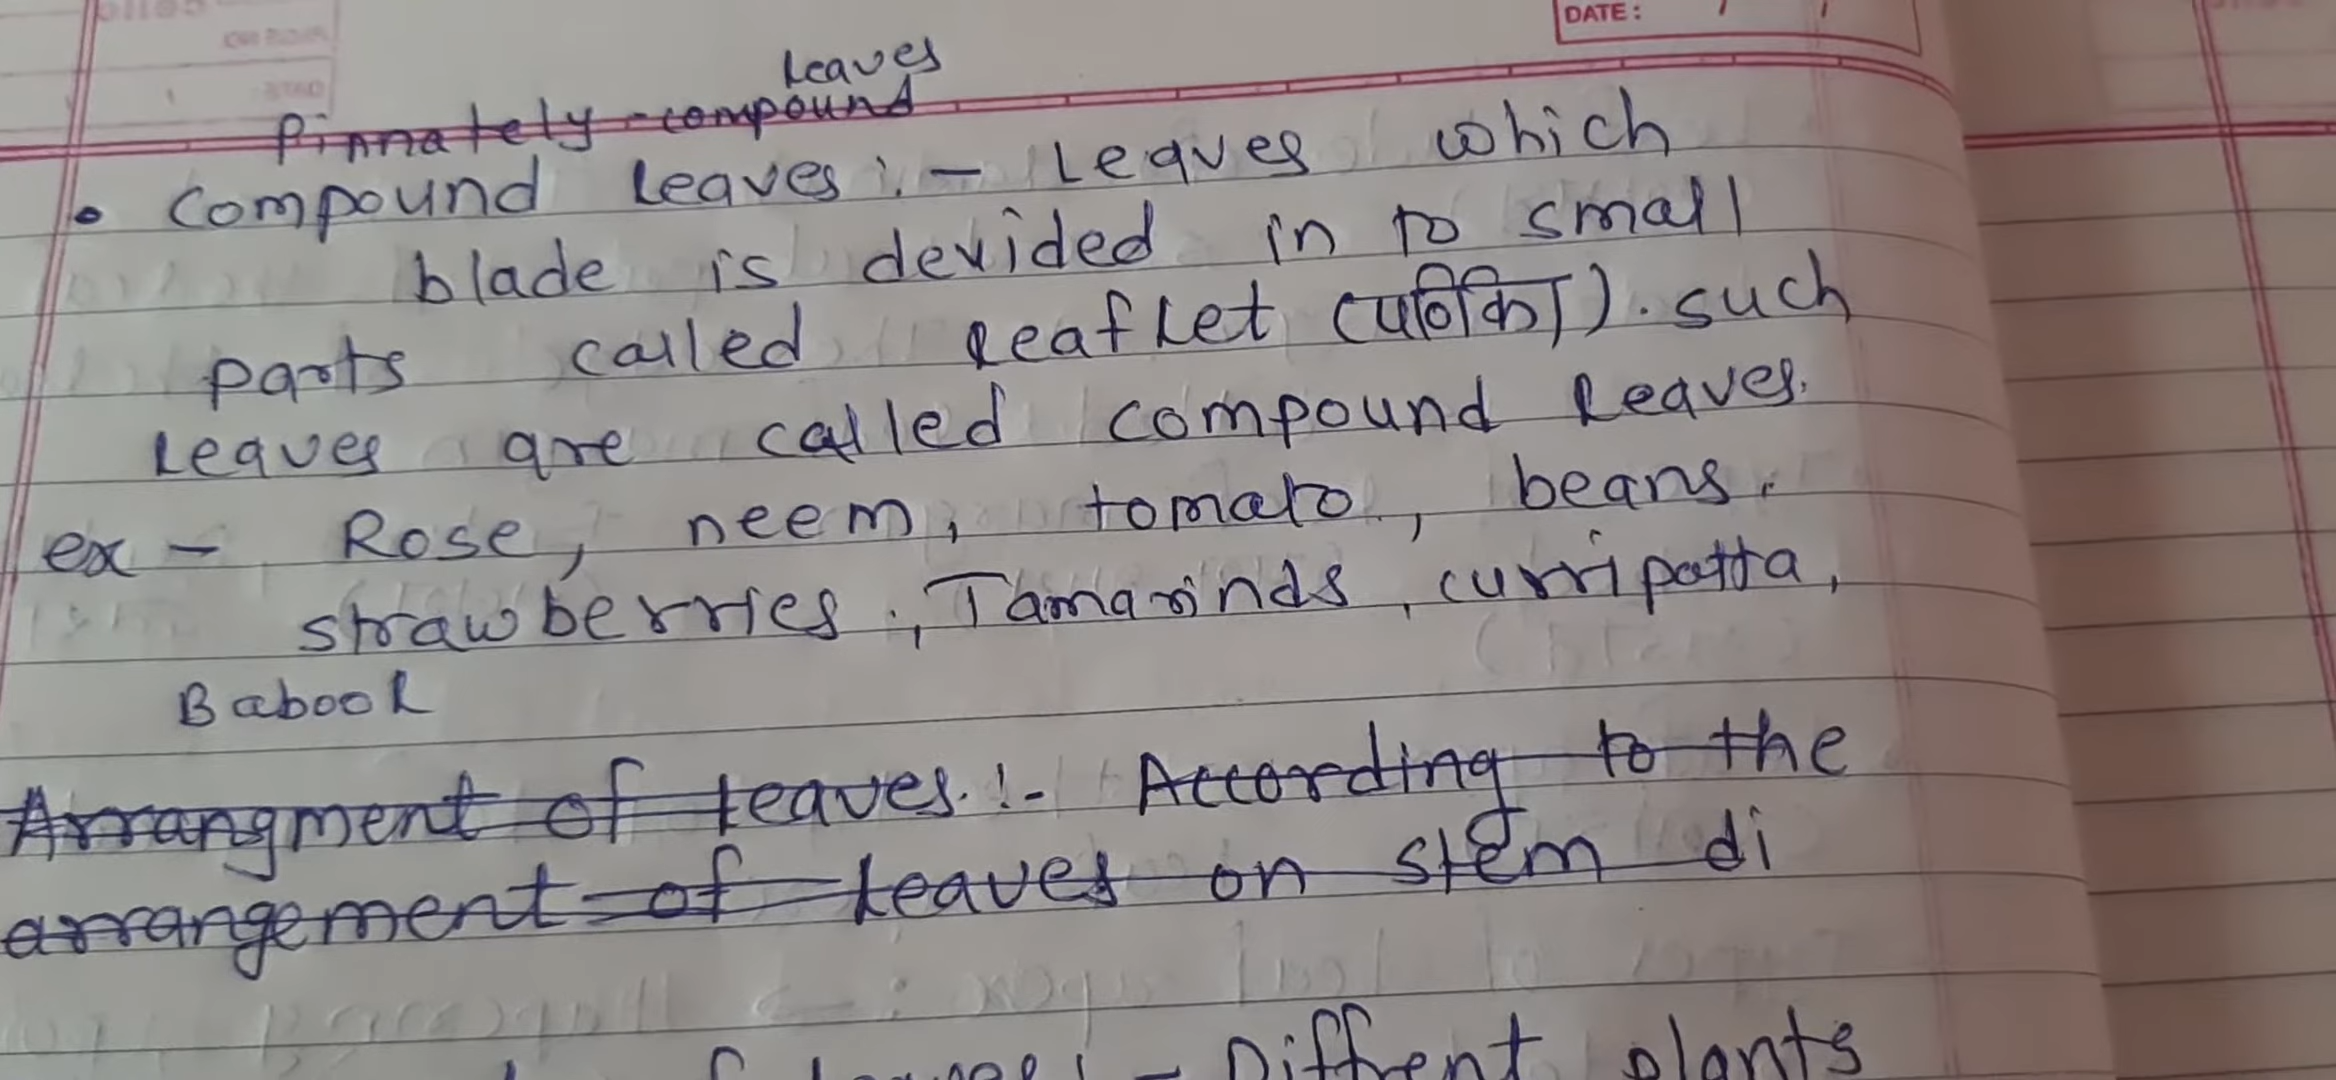 DATE : / /
Leaves
Pinnately compound
• compound leaves :- Leaves which
blade is devided in to small
parts called leaflet (पर्णिका). such
leaves are called compound leaves.
ex - Rose, neem, tomato, beans,
strawberries, Tamarinds, curripatta,
Babool
Arrangment of leaves :- According to the
arrangement of leaves on stem di
- Diffrent plants